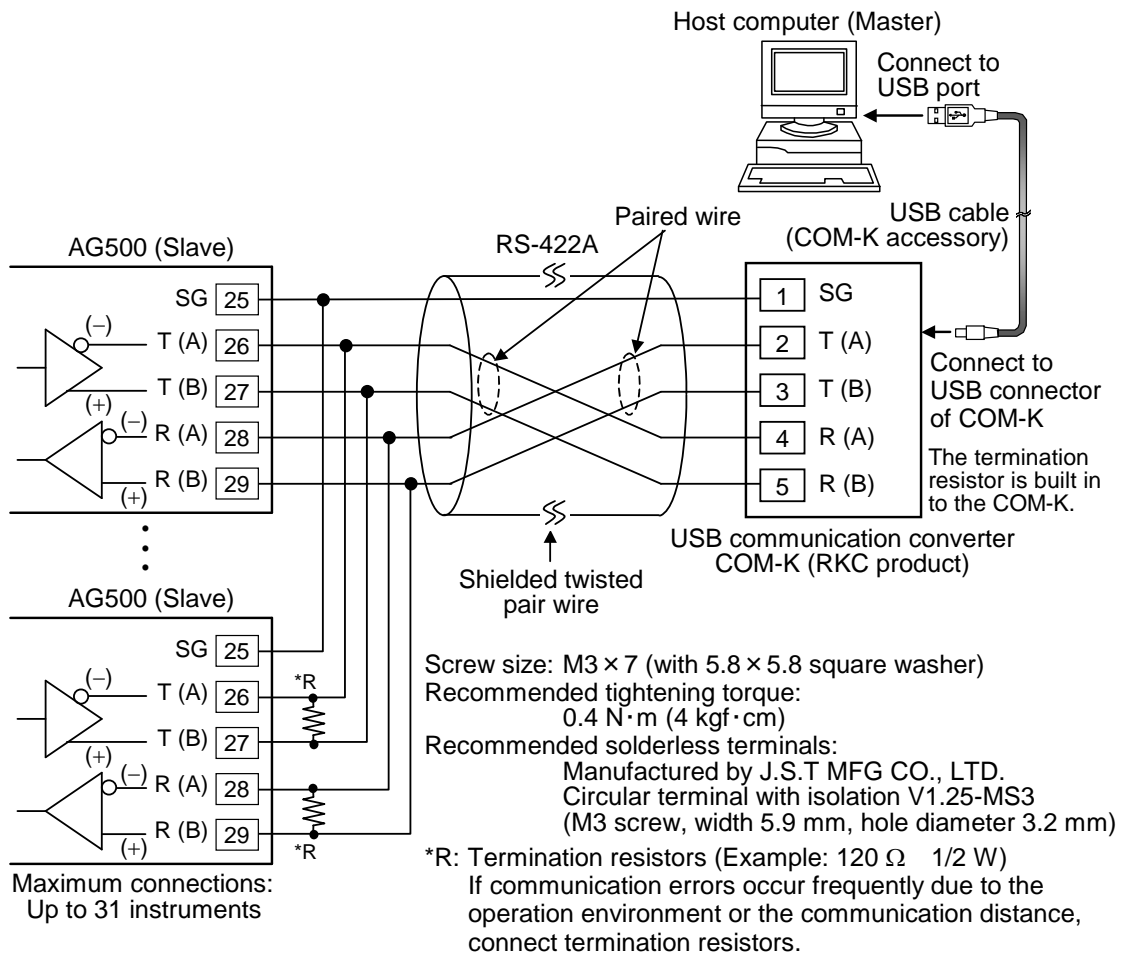 Host computer (Master)
Connect to
USB port
USB cable
(COM-K accessory)
Paired wire
RS-422A
AG500 (Slave)
SG 25
(−) T (A) 26
T (B) 27
(+)
(−) R (A) 28
R (B) 29
(+)
1 SG
2 T (A)
3 T (B)
4 R (A)
5 R (B)
Connect to
USB connector
of COM-K
The termination
resistor is built in
to the COM-K.
USB communication converter
COM-K (RKC product)
Shielded twisted
pair wire
AG500 (Slave)
SG 25
(−) T (A) 26
*R
T (B) 27
(+)
(−) R (A) 28
R (B) 29
(+)
*R
Maximum connections:
Up to 31 instruments
Screw size: M3 × 7 (with 5.8 × 5.8 square washer)
Recommended tightening torque:
0.4 N·m (4 kgf·cm)
Recommended solderless terminals:
Manufactured by J.S.T MFG CO., LTD.
Circular terminal with isolation V1.25-MS3
(M3 screw, width 5.9 mm, hole diameter 3.2 mm)
*R: Termination resistors (Example: 120 Ω 1/2 W)
If communication errors occur frequently due to the
operation environment or the communication distance,
connect termination resistors.